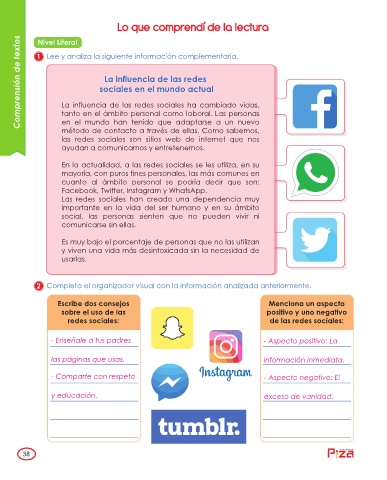 Lo que comprendí de la lectura
Comprensión de textos
Nivel Literal
1 Lee y analiza la siguiente información complementaria.
La influencia de las redes
sociales en el mundo actual
La influencia de las redes sociales ha cambiado vidas,
tanto en el ámbito personal como laboral. Las personas
en el mundo han tenido que adaptarse a un nuevo
método de contacto a través de ellas. Como sabemos,
las redes sociales son sitios web de internet que nos
ayudan a comunicarnos y entretenernos.
En la actualidad, a las redes sociales se les utiliza, en su
mayoría, con puros fines personales, las más comunes en
cuanto al ámbito personal se podría decir que son:
Facebook, Twitter, Instagram y WhatsApp.
Las redes sociales han creado una dependencia muy
importante en la vida del ser humano y en su ámbito
social, las personas sienten que no pueden vivir ni
comunicarse sin ellas.
Es muy bajo el porcentaje de personas que no las utilizan
y viven una vida más desintoxicada sin la necesidad de
usarlas.
2 Completa el organizador visual con la información analizada anteriormente.
Escribe dos consejos
sobre el uso de las
redes sociales:
- Enseñale a tus padres
las páginas que usas.
- Comparte con respeto
y educación.
Instagram
tumblr.
Menciona un aspecto
positivo y uno negativo
de las redes sociales:
- Aspecto positivo: La
información inmediata.
- Aspecto negativo: El
exceso de vanidad.
38
Piza